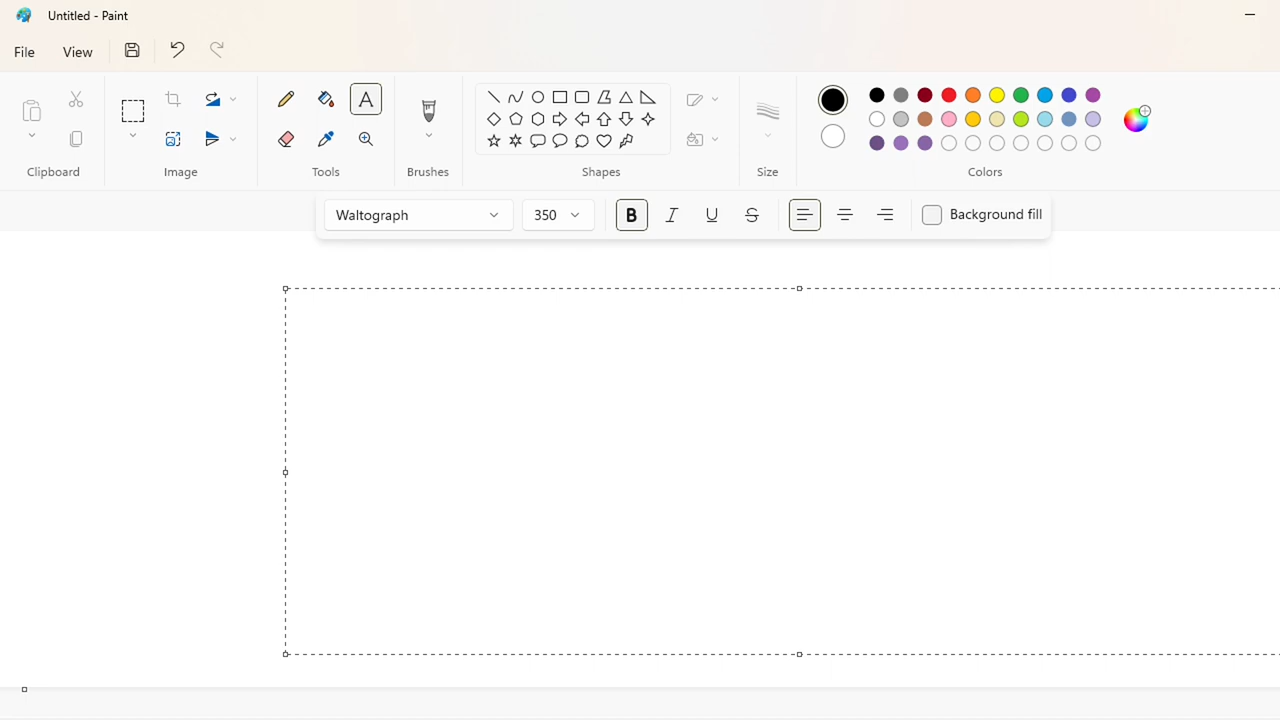 Untitled - Paint
File View
Clipboard Image Tools Brushes Shapes Size Colors
Waltograph 350 B I U S Background fill